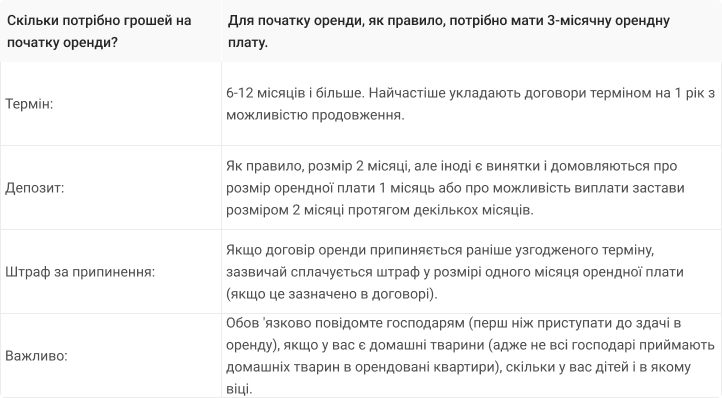 Скільки потрібно грошей на
початку оренди?
Для початку оренди, як правило, потрібно мати 3-місячну орендну
плату.
Термін:
6-12 місяців і більше. Найчастіше укладають договори терміном на 1 рік з
можливістю продовження.
Депозит:
Як правило, розмір 2 місяці, але іноді є винятки і домовляються про
розмір орендної плати 1 місяць або про можливість виплати застави
розміром 2 місяці протягом декількох місяців.
Штраф за припинення:
Якщо договір оренди припиняється раніше узгодженого терміну,
зазвичай сплачується штраф у розмірі одного місяця орендної плати
(якщо це зазначено в договорі).
Важливо:
Обов 'язково повідомте господарям (перш ніж приступати до здачі в
оренду), якщо у вас є домашні тварини (адже не всі господарі приймають
домашніх тварин в орендовані квартири), скільки у вас дітей і в якому
віці.